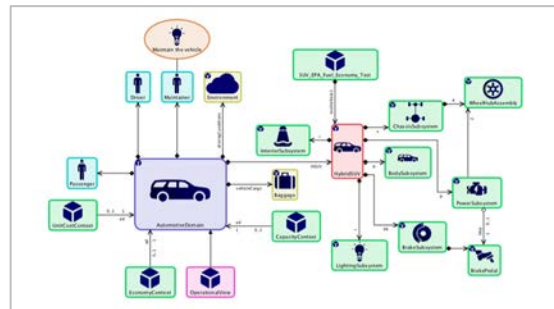 Maintain the vehicle
SUV_EPA_Fuel_Economy_Test
Driver
Maintainer
Environment
ChassisSubsystem
WheelHubAssembly
InteriorSubsystem
HybridSUV
BodySubsystem
Passenger
AutomotiveDomain
Baggage
PowerSubsystem
UnitCostContext
CapacityContext
BrakeSubsystem
LightingSubsystem
BrakePedal
EconomyContext
OperationalView